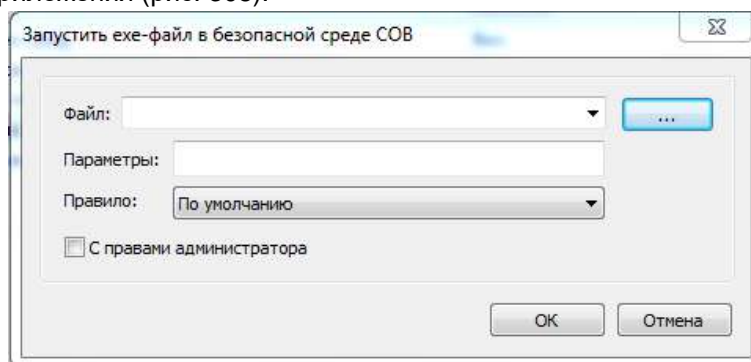 Запустить exe-файл в безопасной среде СОВ
Файл:
...
Параметры:
Правило: По умолчанию
С правами администратора
OK Отмена